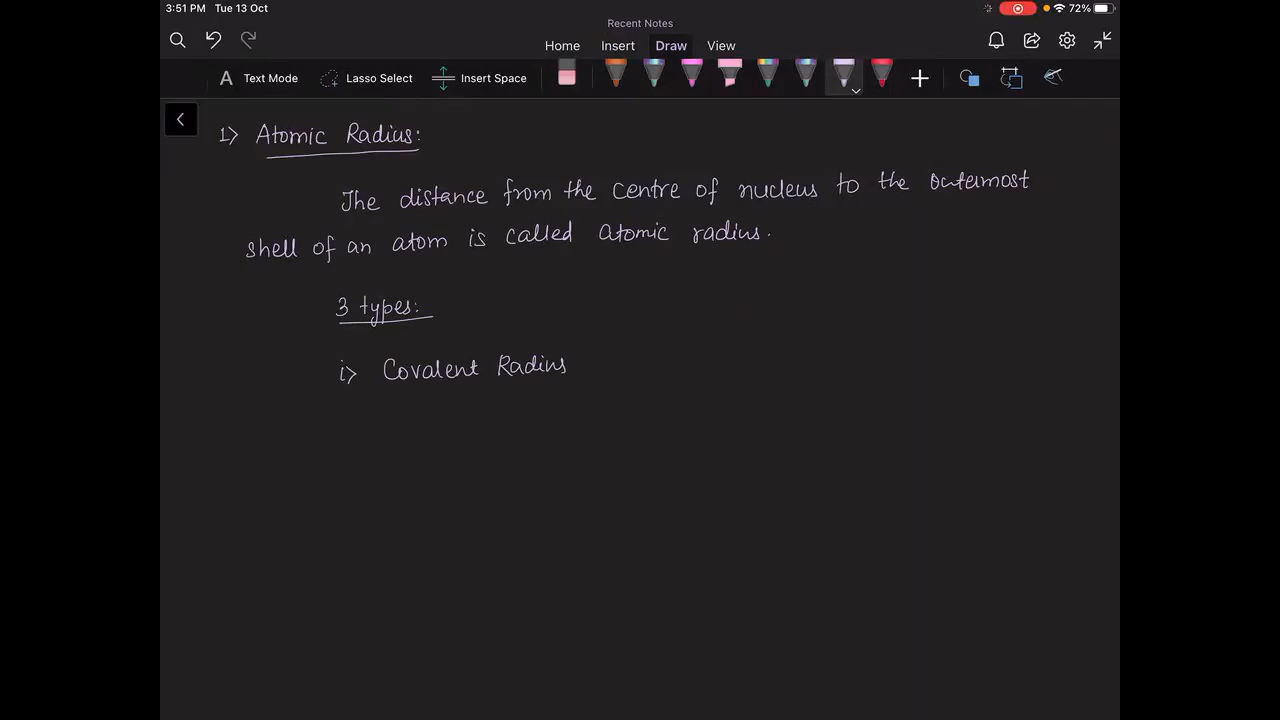 3:51 PM Tue 13 Oct
72%
Recent Notes
Home Insert Draw View
Text Mode Lasso Select Insert Space
1) Atomic Radius:
The distance from the centre of nucleus to the outermost
shell of an atom is called atomic radius.
3 types:
i) Covalent Radius